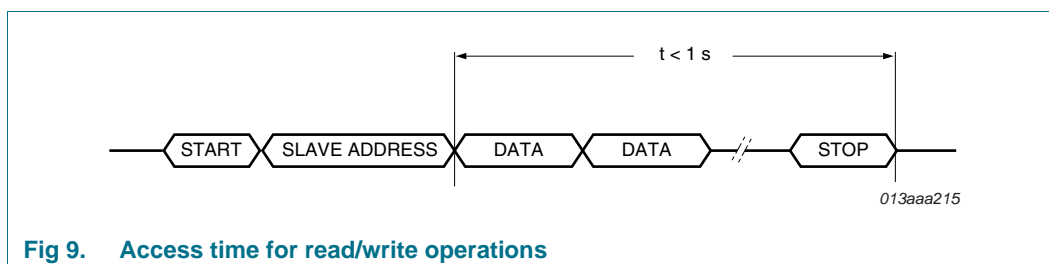 t < 1 s
START SLAVE ADDRESS DATA DATA STOP
013aaa215
Fig 9. Access time for read/write operations